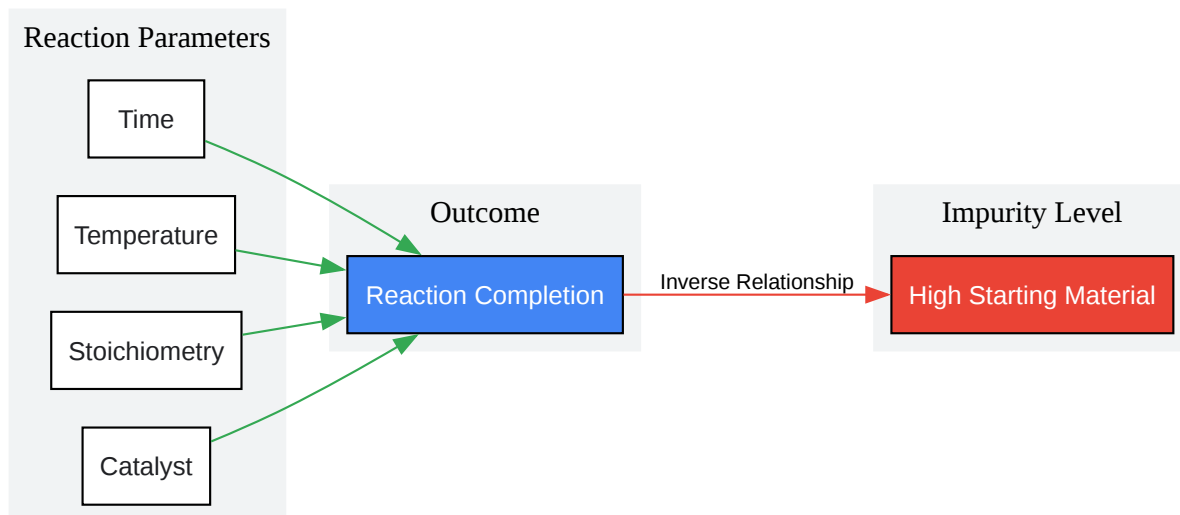 Reaction Parameters
Time
Temperature
Stoichiometry
Catalyst
Outcome
Reaction Completion
Inverse Relationship
Impurity Level
High Starting Material